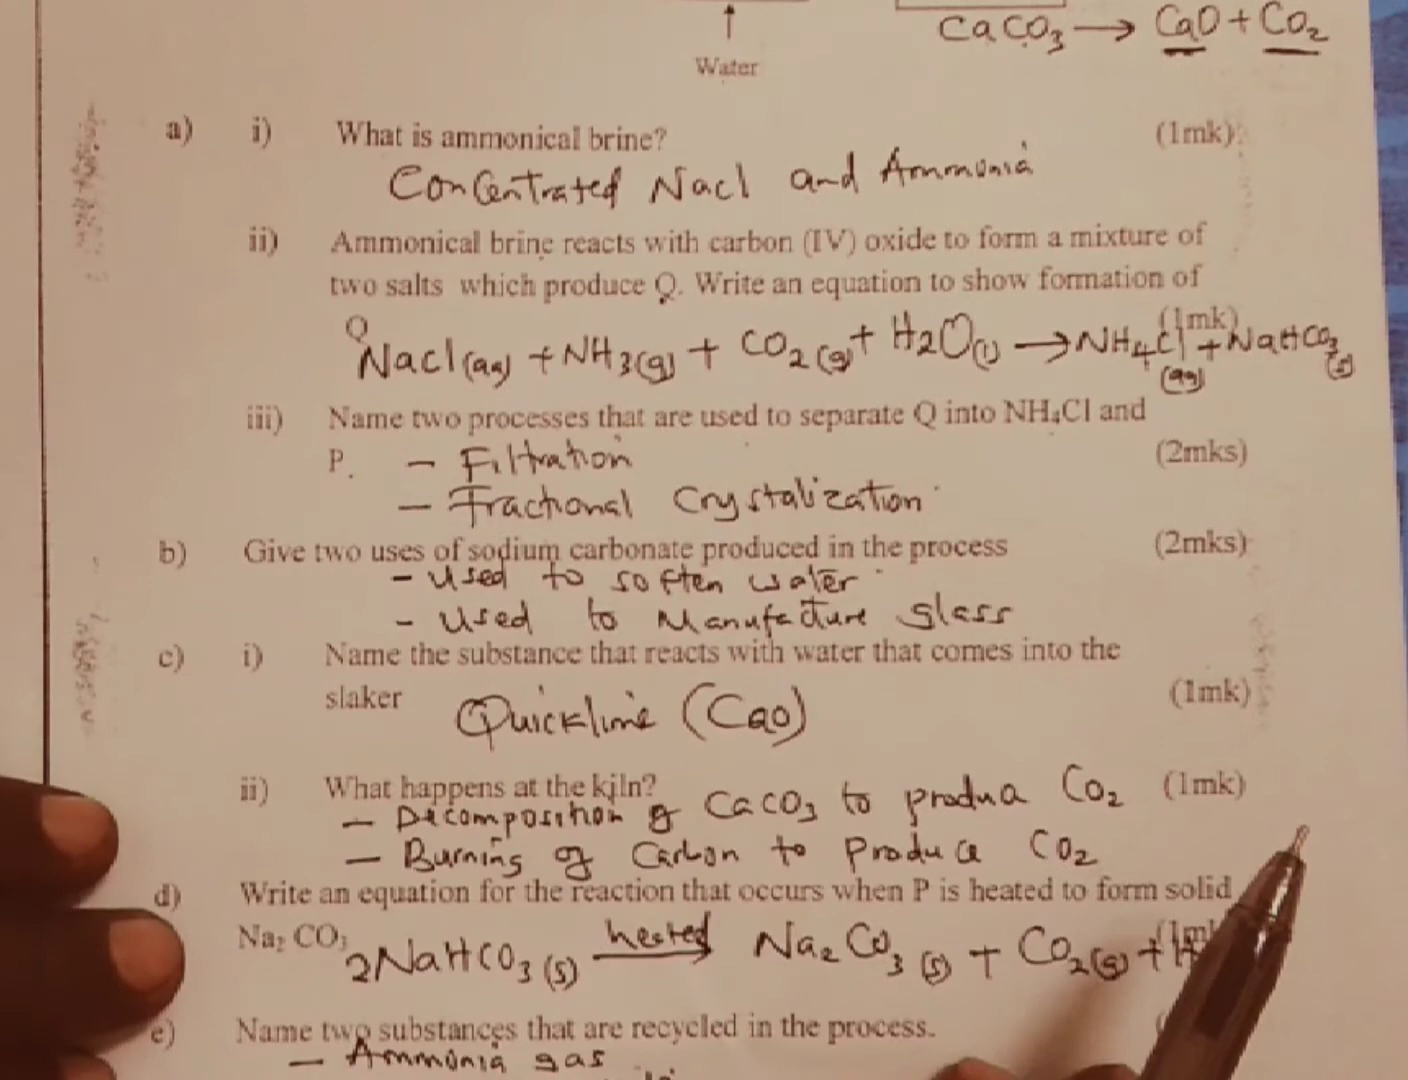 CaCO3 → CaO + CO2
Water
a) i) What is ammonical brine? (1mk)
Concentrated Nacl and Ammonia
ii) Ammonical brine reacts with carbon (IV) oxide to form a mixture of
two salts which produce Q. Write an equation to show formation of
Q (1mk)
Nacl(aq) + NH3(g) + CO2(g) + H2O(l) → NH4Cl(aq) + NaHCO3(s)
iii) Name two processes that are used to separate Q into NH4Cl and
P. (2mks)
- Filtration
- Fractional Crystalization
b) Give two uses of sodium carbonate produced in the process (2mks)
- Used to soften water
- Used to Manufacture glass
c) i) Name the substance that reacts with water that comes into the
slaker (1mk)
Quicklime (CaO)
ii) What happens at the kiln? (1mk)
- Decomposition of CaCO3 to produce CO2
- Burning of Carbon to produce CO2
d) Write an equation for the reaction that occurs when P is heated to form solid
Na2 CO3
2NaHCO3(s) heated → Na2CO3(s) + CO2(g) +
e) Name two substances that are recycled in the process.
- Ammonia gas